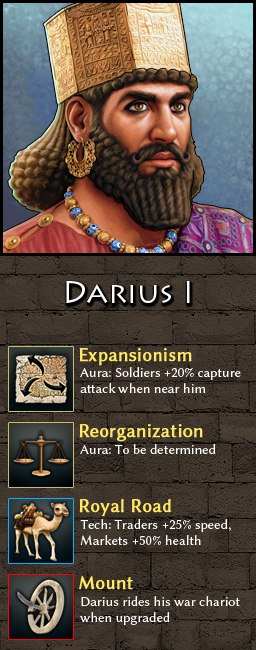 Darius I
Expansionism
Aura: Soldiers +20% capture
attack when near him
Reorganization
Aura: To be determined
Royal Road
Tech: Traders +25% speed,
Markets +50% health
Mount
Darius rides his war chariot
when upgraded